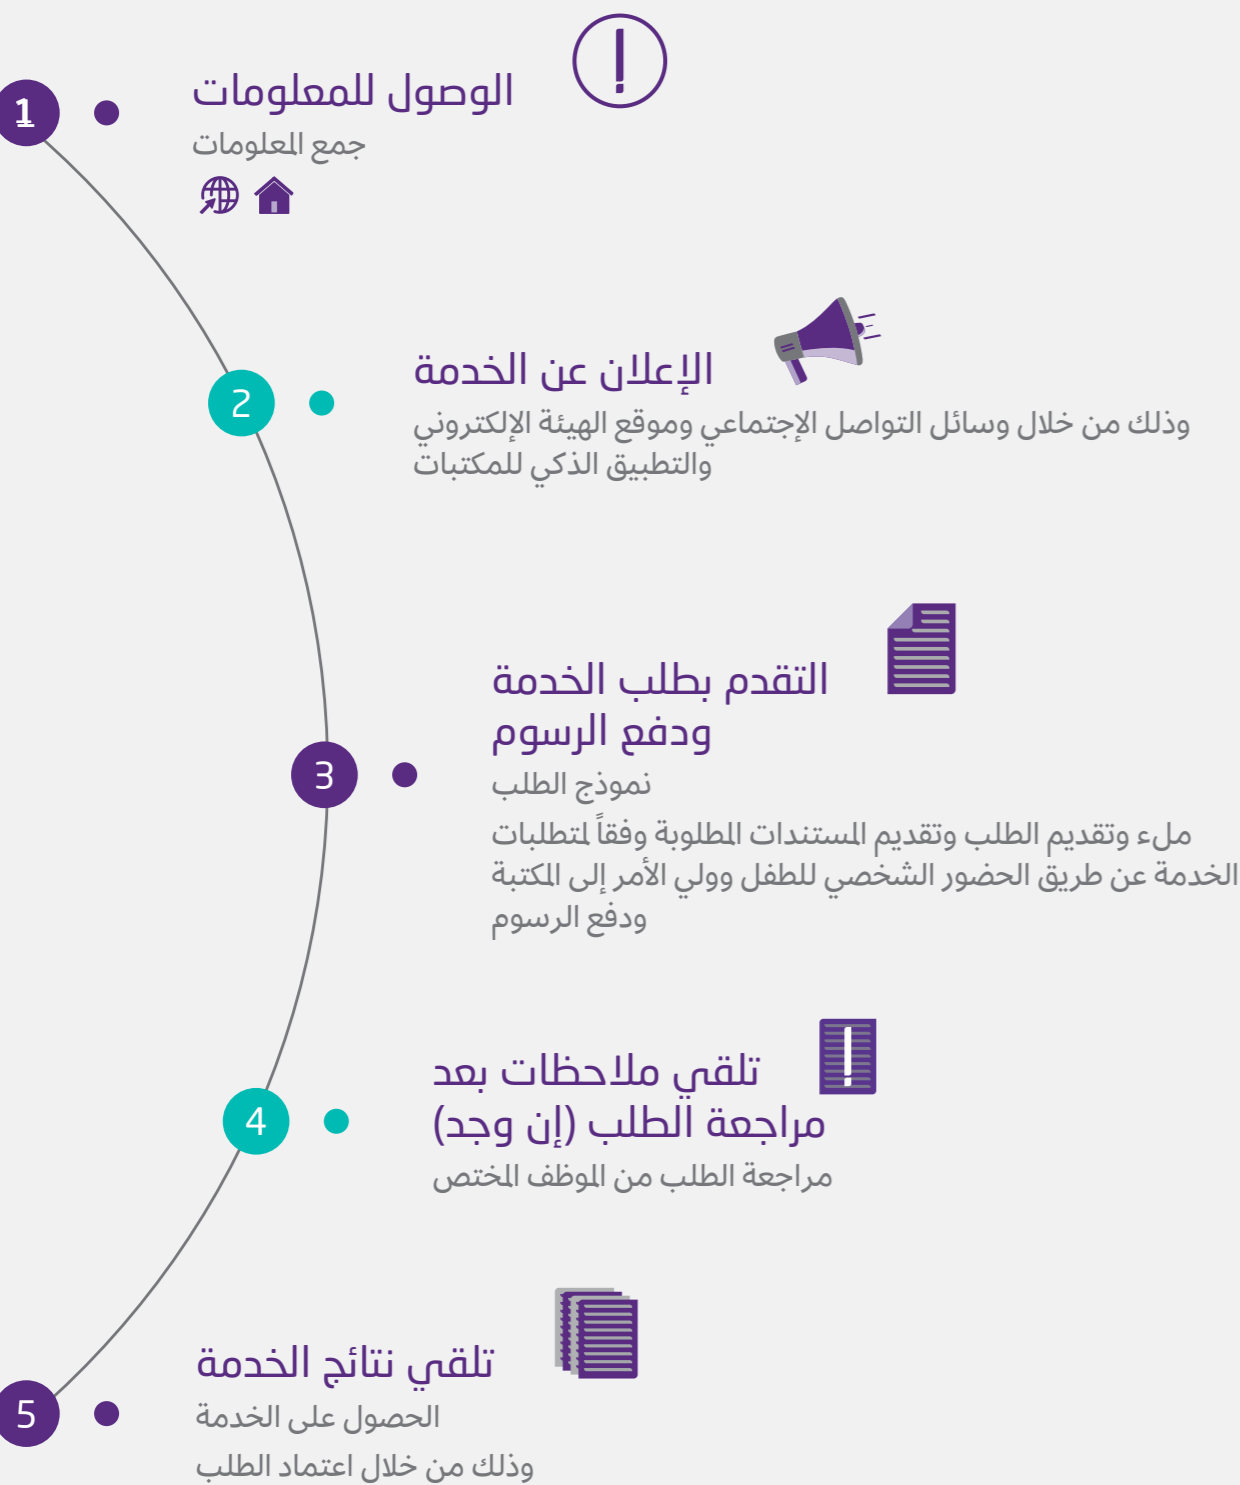 1
الوصول للمعلومات
جمع المعلومات
2
الإعلان عن الخدمة
وذلك من خلال وسائل التواصل الإجتماعي وموقع الهيئة الإلكتروني
والتطبيق الذكي للمكتبات
3
التقدم بطلب الخدمة
ودفع الرسوم
نموذج الطلب
ملء وتقديم الطلب وتقديم المستندات المطلوبة وفقاً لمتطلبات
الخدمة عن طريق الحضور الشخصي للطفل وولي الأمر إلى المكتبة
ودفع الرسوم
4
تلقي ملاحظات بعد
مراجعة الطلب (إن وجد)
مراجعة الطلب من الموظف المختص
5
تلقي نتائج الخدمة
الحصول على الخدمة
وذلك من خلال اعتماد الطلب